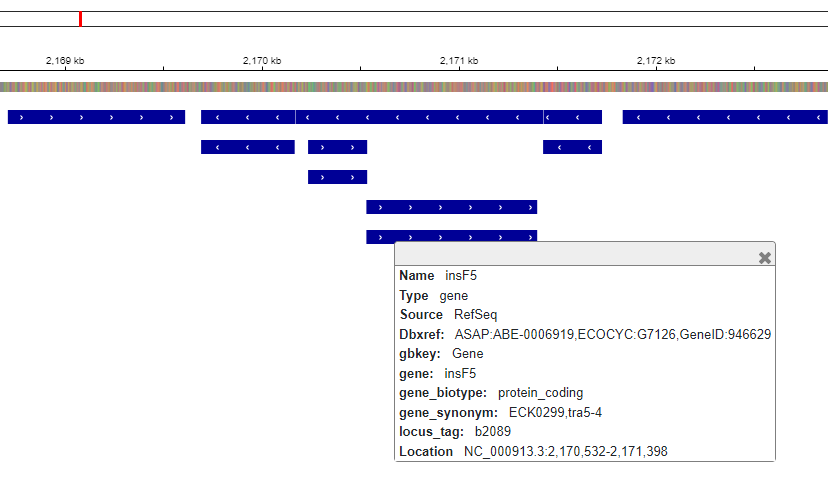 2,169 kb 2,170 kb 2,171 kb 2,172 kb
Name insF5
Type gene
Source RefSeq
Dbxref: ASAP:ABE-0006919,ECOCYC:G7126,GeneID:946629
gbkey: Gene
gene: insF5
gene_biotype: protein_coding
gene_synonym: ECK0299,tra5-4
locus_tag: b2089
Location NC_000913.3:2,170,532-2,171,398